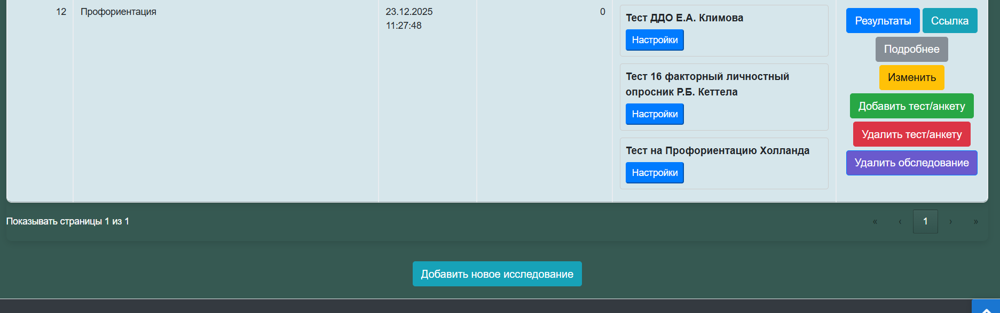 12
Профориентация
23.12.2025
11:27:48
0
Тест ДДО Е.А. Климова
Настройки
Тест 16 факторный личностный
опросник Р.Б. Кеттела
Настройки
Тест на Профориентацию Холланда
Настройки
Результаты
Ссылка
Подробнее
Изменить
Добавить тест/анкету
Удалить тест/анкету
Удалить обследование
Показывать страницы 1 из 1
« ‹ 1 › »
Добавить новое исследование